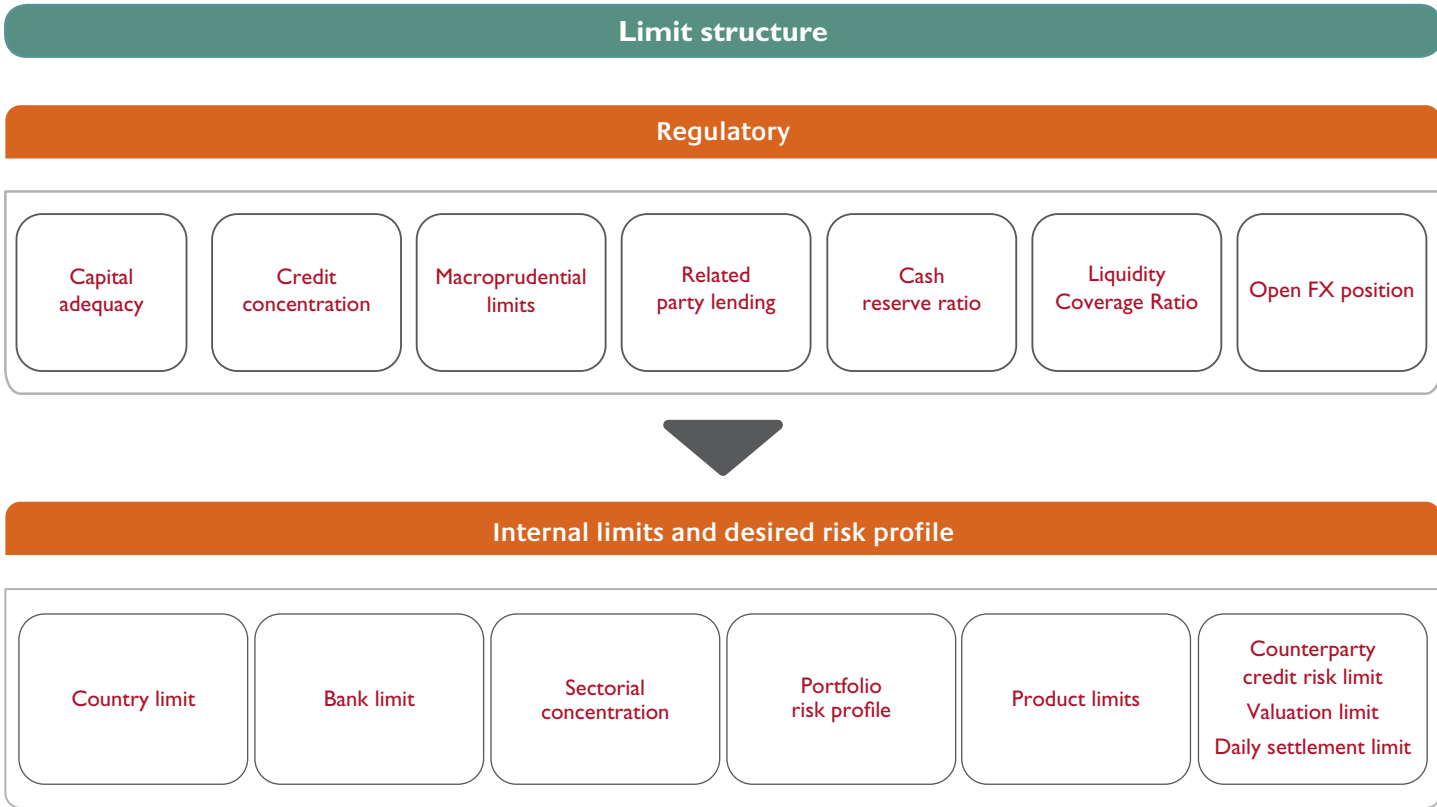 Limit structure
Regulatory
Capital
adequacy
Credit
concentration
Macroprudential
limits
Related
party lending
Cash
reserve ratio
Liquidity
Coverage Ratio
Open FX position
Internal limits and desired risk profile
Country limit
Bank limit
Sectorial
concentration
Portfolio
risk profile
Product limits
Counterparty
credit risk limit
Valuation limit
Daily settlement limit